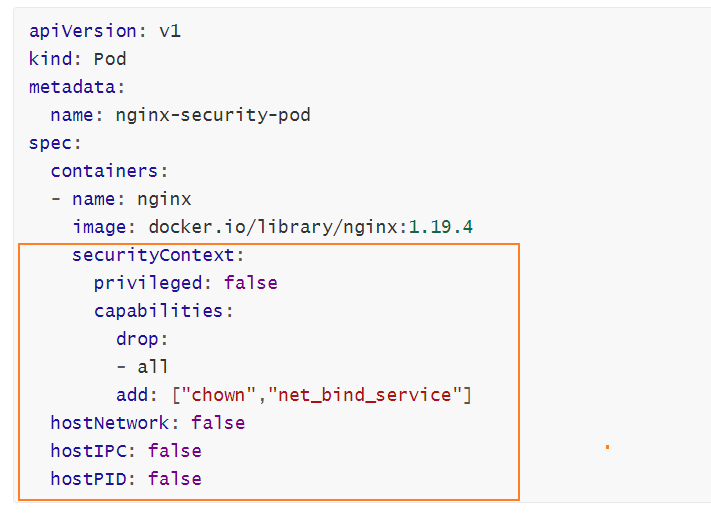 apiVersion: v1
kind: Pod
metadata:
  name: nginx-security-pod
spec:
  containers:
  - name: nginx
    image: docker.io/library/nginx:1.19.4
    securityContext:
      privileged: false
      capabilities:
        drop:
        - all
        add: ["chown","net_bind_service"]
  hostNetwork: false
  hostIPC: false
  hostPID: false